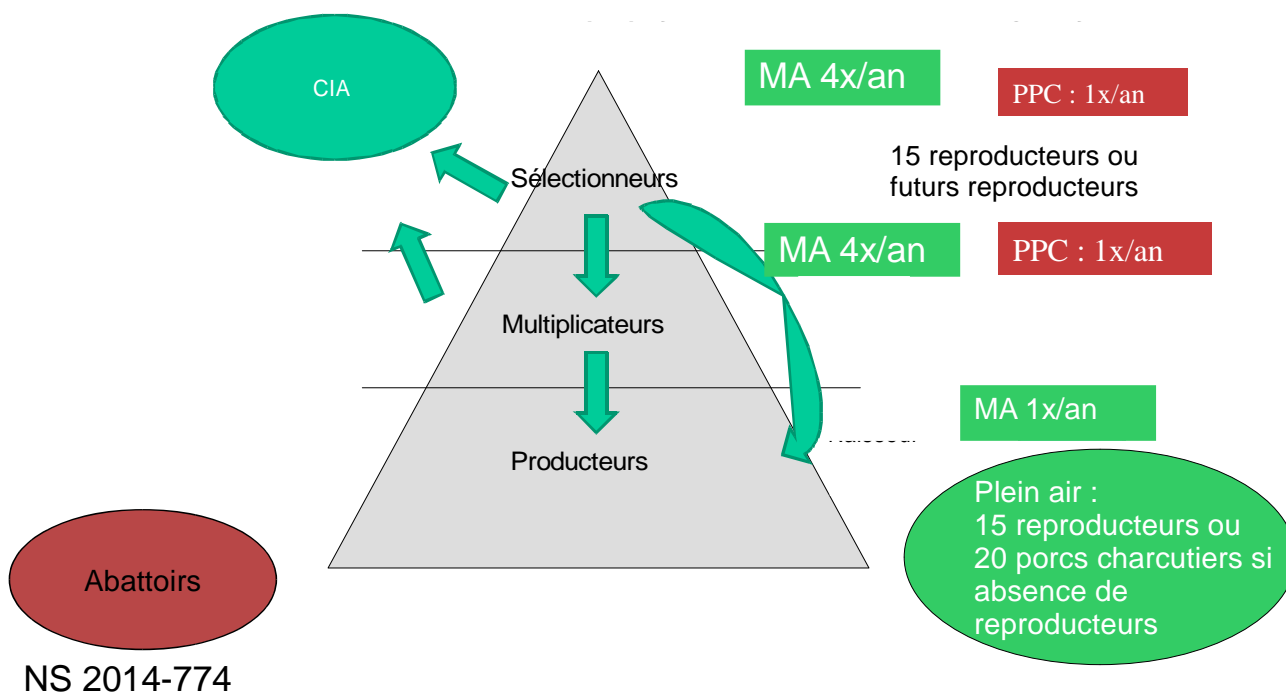 CIA
MA 4x/an
PPC : 1x/an
15 reproducteurs ou
futurs reproducteurs
Sélectionneurs
MA 4x/an
PPC : 1x/an
Multiplicateurs
MA 1x/an
Producteurs
Plein air :
15 reproducteurs ou
20 porcs charcutiers si
absence de
reproducteurs
Abattoirs
NS 2014-774